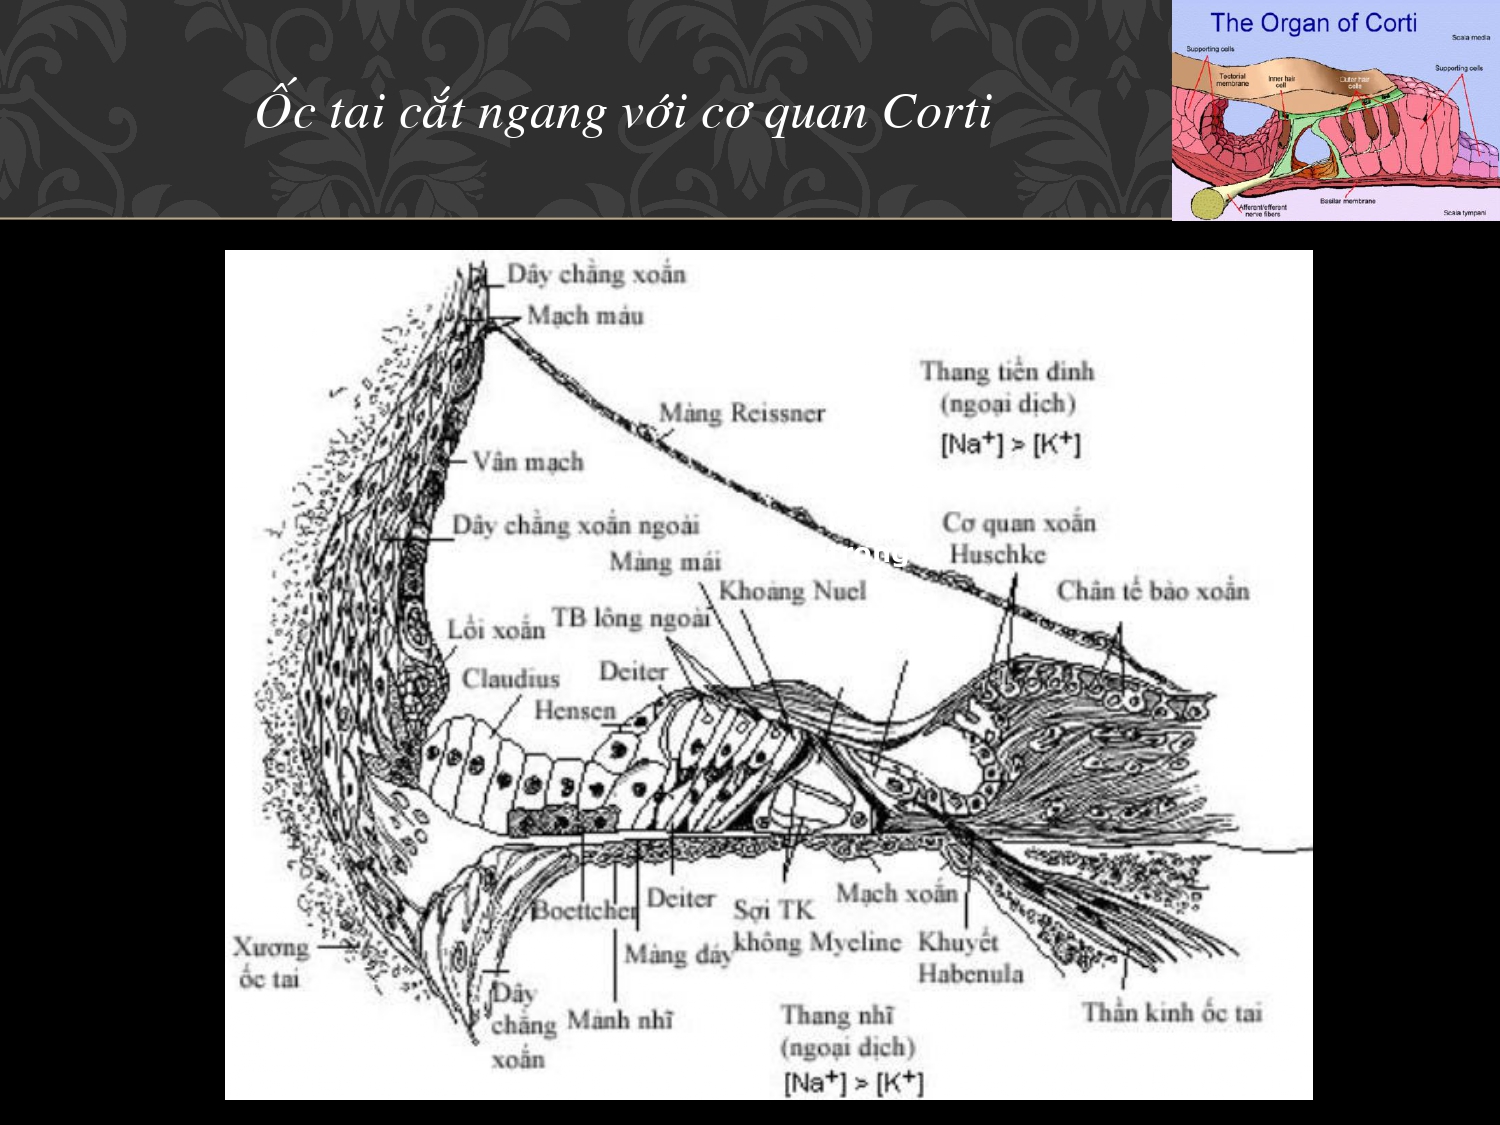 Ốc tai cắt ngang với cơ quan Corti
The Organ of Corti
Scala media
Supporting cells
Supporting cells
Tectorial
membrane
Inner hair
cell
Outer hair
cells
Afferent/efferent
nerve fibers
Basilar membrane
Scala tympani
Dây chằng xoắn
Mạch máu
Thang tiền đình
(ngoại dịch)
[Na+] > [K+]
Màng Reissner
Vân mạch
Dây chằng xoắn ngoài
Cơ quan xoắn
Huschke
Màng mái
Khoảng Nuel
Chân tế bào xoắn
TB lông ngoài
Lồi xoắn
Claudius
Deiter
Hensen
Boettcher
Deiter
Sợi TK
không Myeline
Mạch xoắn
Xương
ốc tai
Màng đáy
Khuyết
Habenula
Dây
chằng
xoắn
Mảnh nhĩ
Thang nhĩ
(ngoại dịch)
[Na+] > [K+]
Thần kinh ốc tai